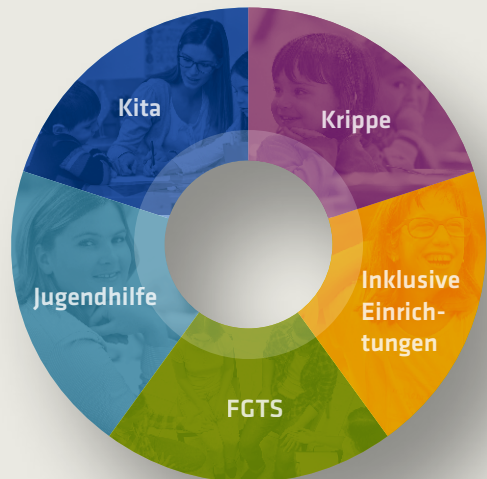 Kita
Krippe
Inklusive
Einrich-
tungen
FGTS
Jugendhilfe